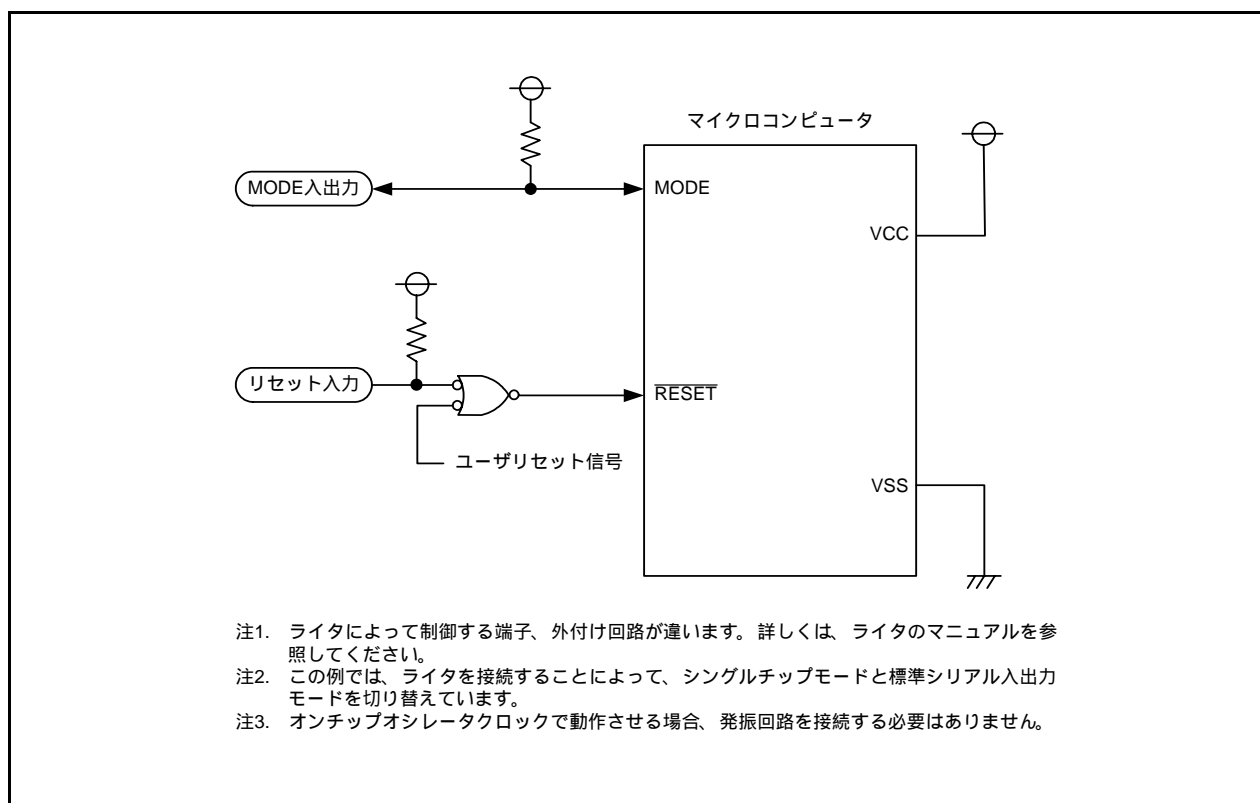 マイクロコンピュータ
MODE入出力
MODE
VCC
リセット入力
RESET
ユーザリセット信号
VSS
注1. ライタによって制御する端子、外付け回路が違います。詳しくは、ライタのマニュアルを参
照してください。
注2. この例では、ライタを接続することによって、シングルチップモードと標準シリアル入出力
モードを切り替えています。
注3. オンチップオシレータクロックで動作させる場合、発振回路を接続する必要はありません。